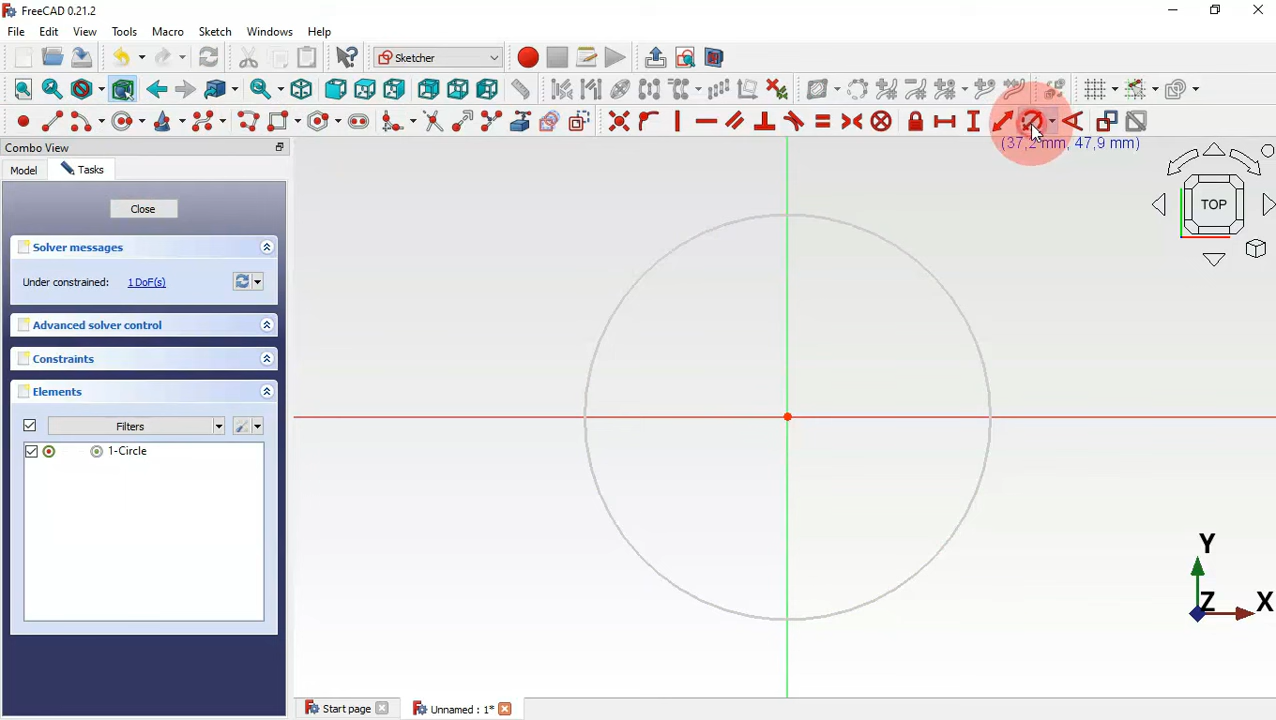 FreeCAD 0.21.2
File Edit View Tools Macro Sketch Windows Help
Sketcher
Combo View
(37,2 mm, 47,9 mm)
Model Tasks
TOP
Close
Solver messages
Under constrained: 1 DoF(s)
Advanced solver control
Constraints
Elements
Filters
1-Circle
Y
Z X
Start page Unnamed : 1*